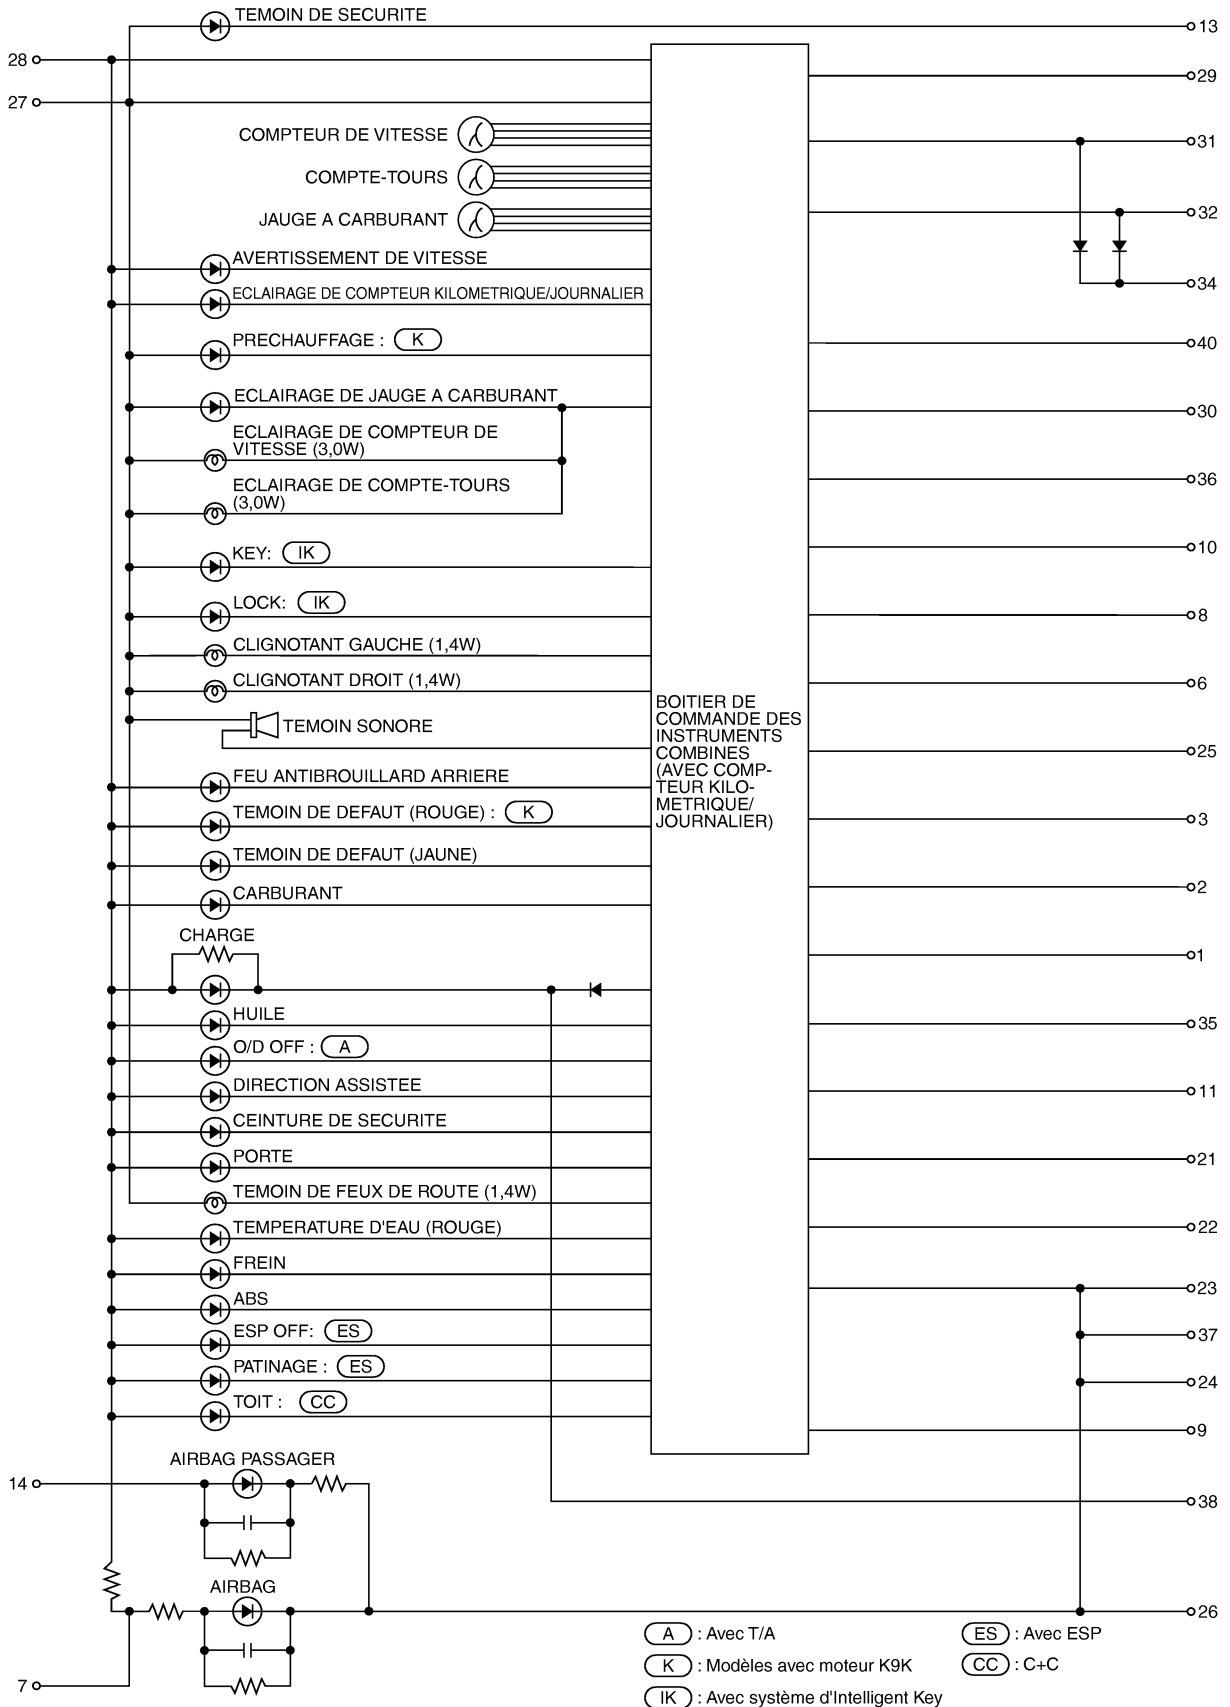 TEMOIN DE SECURITE
13
28
29
27
COMPTEUR DE VITESSE
31
COMPTE-TOURS
32
JAUGE A CARBURANT
AVERTISSEMENT DE VITESSE
34
ECLAIRAGE DE COMPTEUR KILOMETRIQUE/JOURNALIER
PRECHAUFFAGE : K
40
ECLAIRAGE DE JAUGE A CARBURANT
30
ECLAIRAGE DE COMPTEUR DE
VITESSE (3,0W)
36
ECLAIRAGE DE COMPTE-TOURS
(3,0W)
10
KEY: IK
LOCK: IK
8
CLIGNOTANT GAUCHE (1,4W)
CLIGNOTANT DROIT (1,4W)
6
BOITIER DE
COMMANDE DES
INSTRUMENTS
COMBINES
(AVEC COMP-
TEUR KILO-
METRIQUE/
JOURNALIER)
TEMOIN SONORE
25
FEU ANTIBROUILLARD ARRIERE
TEMOIN DE DEFAUT (ROUGE) : K
3
TEMOIN DE DEFAUT (JAUNE)
2
CARBURANT
CHARGE
1
HUILE
35
O/D OFF : A
DIRECTION ASSISTEE
11
CEINTURE DE SECURITE
PORTE
21
TEMOIN DE FEUX DE ROUTE (1,4W)
TEMPERATURE D'EAU (ROUGE)
22
FREIN
23
ABS
ESP OFF: ES
37
PATINAGE : ES
24
TOIT : CC
9
AIRBAG PASSAGER
14
38
AIRBAG
26
A : Avec T/A
ES : Avec ESP
K : Modèles avec moteur K9K
CC : C+C
7
IK : Avec système d'Intelligent Key